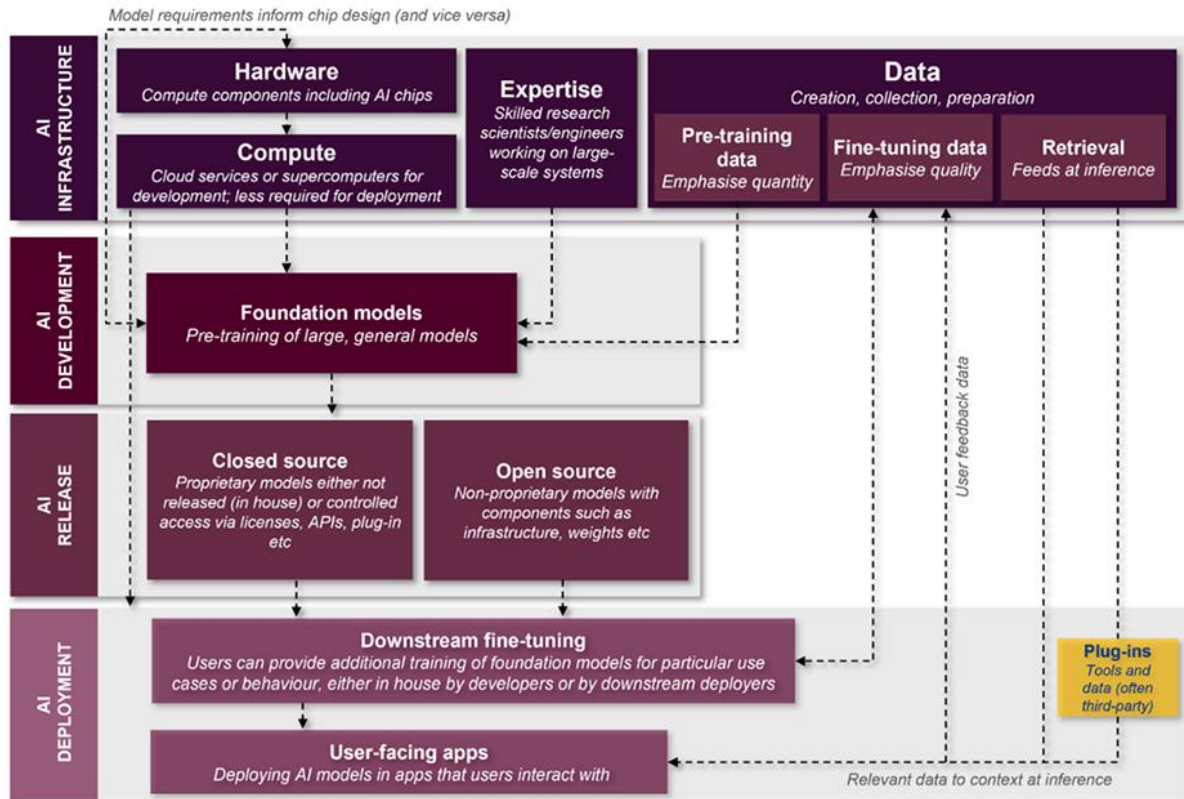 Model requirements inform chip design (and vice versa)
AI
INFRASTRUCTURE
Hardware
Compute components including AI chips
Compute
Cloud services or supercomputers for
development; less required for deployment
Expertise
Skilled research
scientists/engineers
working on large-
scale systems
Data
Creation, collection, preparation
Pre-training
data
Emphasise quantity
Fine-tuning data
Emphasise quality
Retrieval
Feeds at inference
AI
DEVELOPMENT
Foundation models
Pre-training of large, general models
AI
RELEASE
Closed source
Proprietary models either not
released (in house) or controlled
access via licenses, APIs, plug-in
etc
Open source
Non-proprietary models with
components such as
infrastructure, weights etc
User feedback data
AI
DEPLOYMENT
Downstream fine-tuning
Users can provide additional training of foundation models for particular use
cases or behaviour, either in house by developers or by downstream deployers
Plug-ins
Tools and
data (often
third-party)
User-facing apps
Deploying AI models in apps that users interact with
Relevant data to context at inference